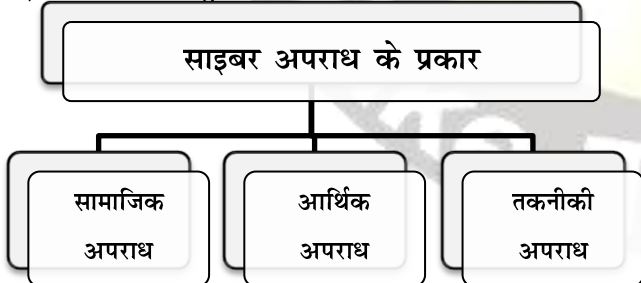 साइबर अपराध के प्रकार
सामाजिक
अपराध
आर्थिक
अपराध
तकनीकी
अपराध